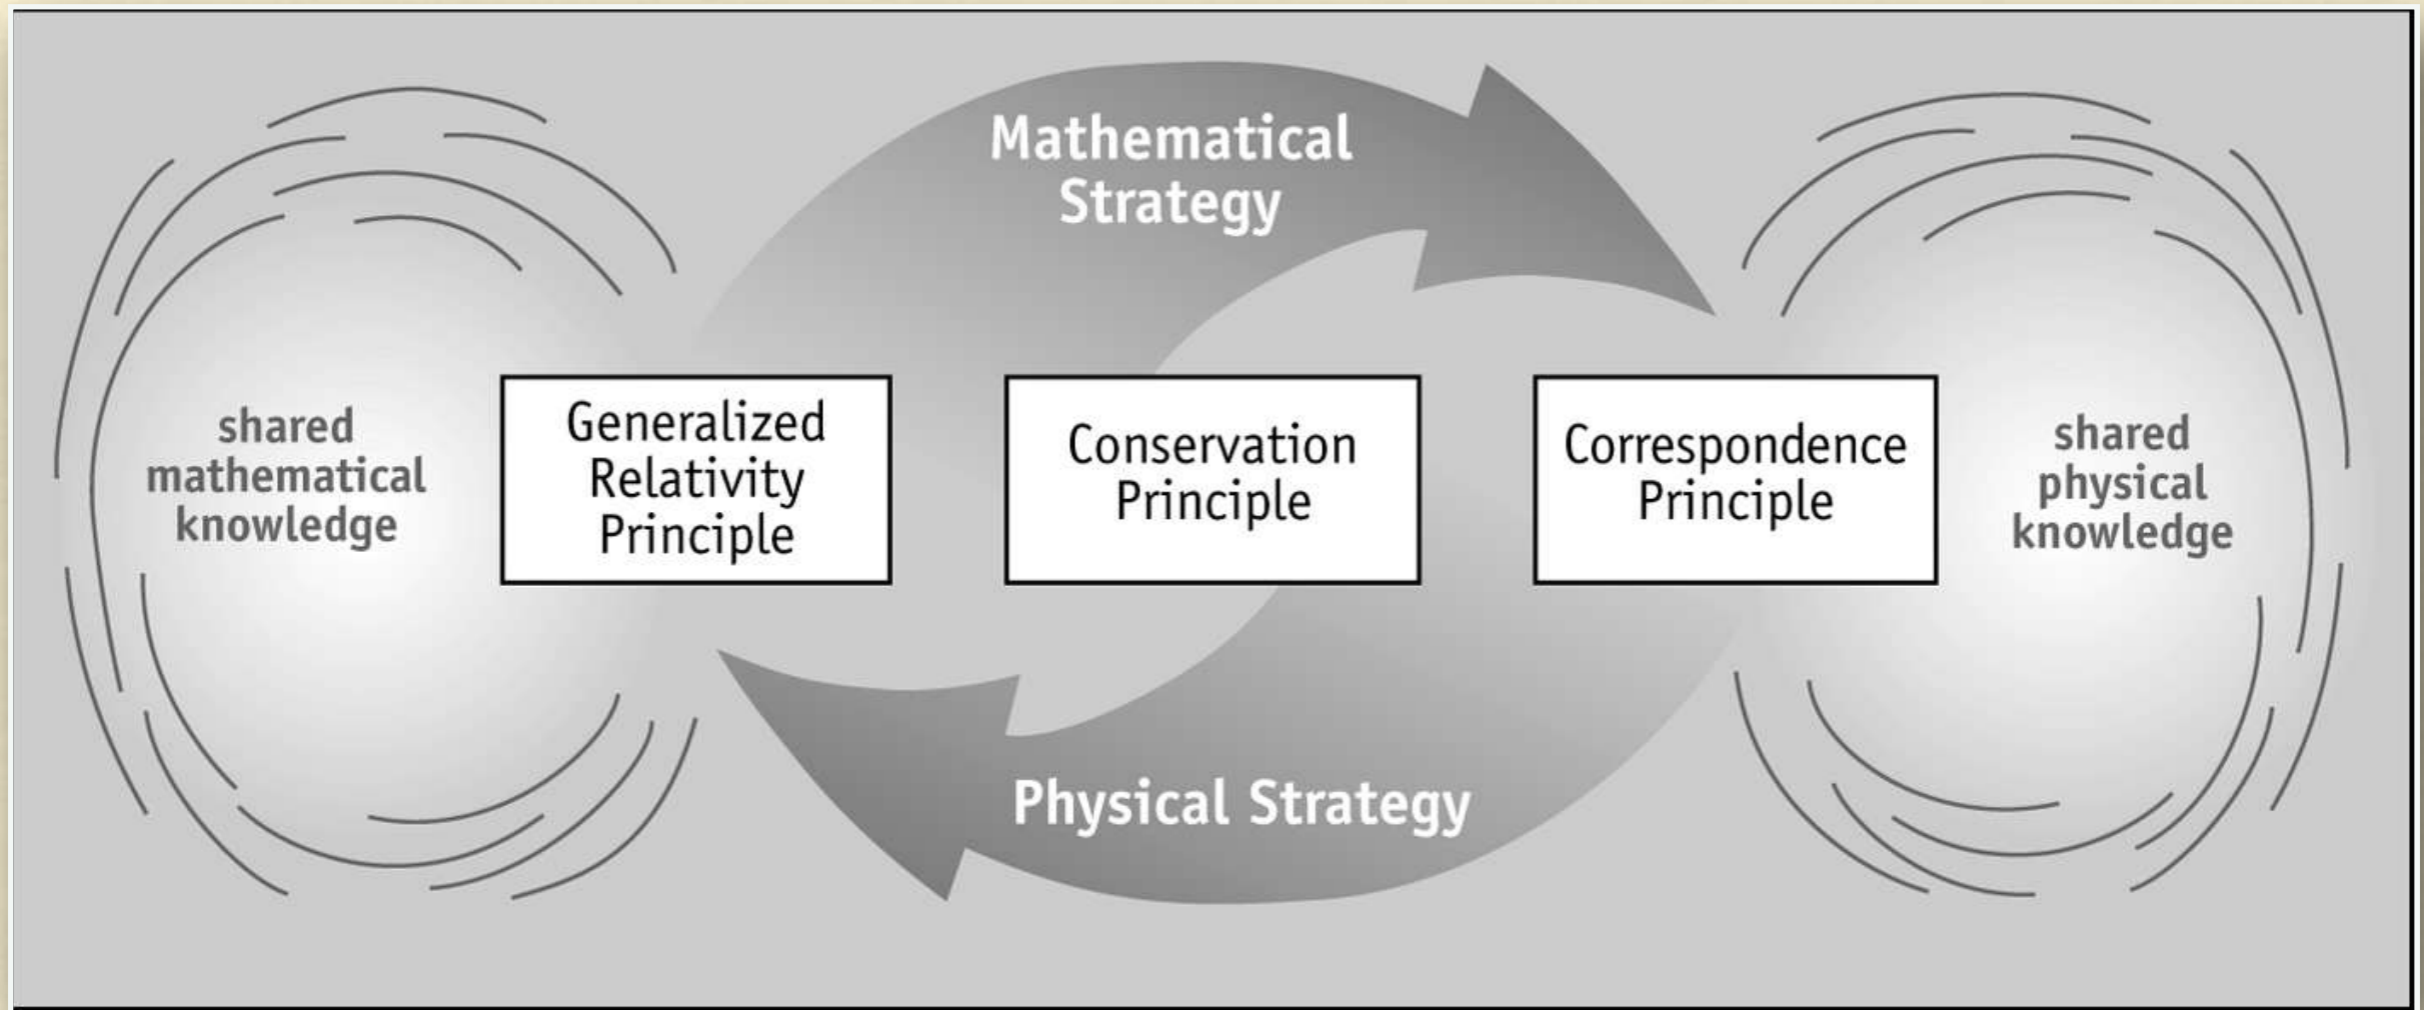 Mathematical
Strategy
shared
mathematical
knowledge
Generalized
Relativity
Principle
Conservation
Principle
Correspondence
Principle
shared
physical
knowledge
Physical Strategy